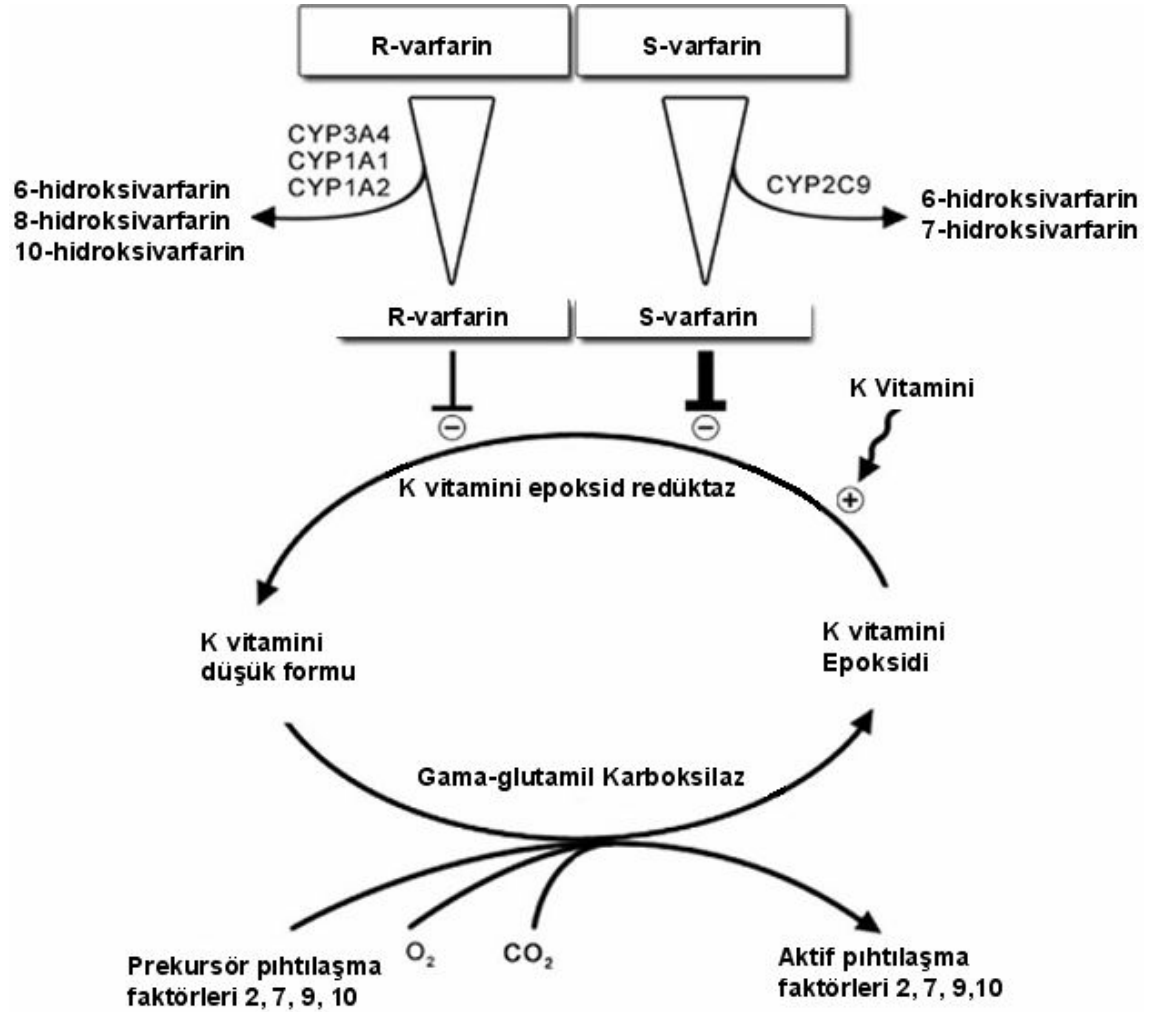 R-varfarin
S-varfarin
CYP3A4
CYP1A1
CYP1A2
6-hidroksivarfarin
8-hidroksivarfarin
10-hidroksivarfarin
CYP2C9
6-hidroksivarfarin
7-hidroksivarfarin
R-varfarin
S-varfarin
K Vitamini
−
−
K vitamini epoksid redüktaz
+
K vitamini
düşük formu
K vitamini
Epoksidi
Gama-glutamil Karboksilaz
Prekursör pıhtılaşma
faktörleri 2, 7, 9, 10
O₂
CO₂
Aktif pıhtılaşma
faktörleri 2, 7, 9,10